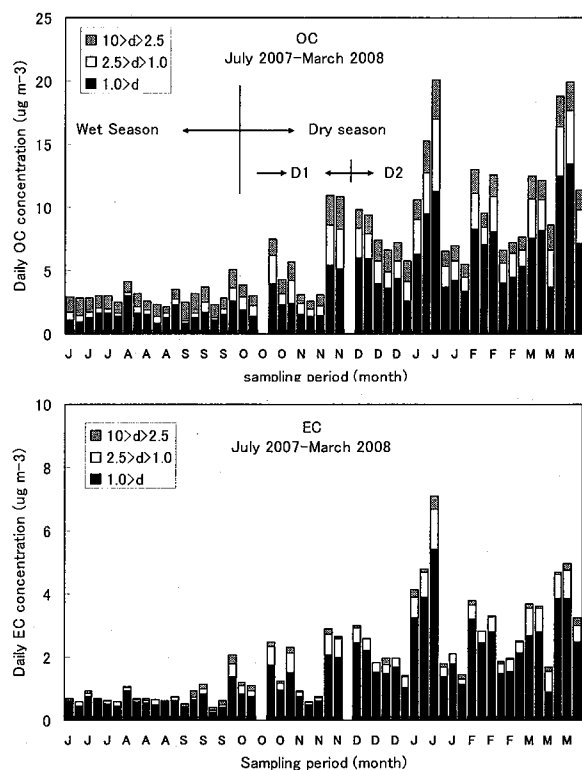 25
20
15
10
5
0
Daily OC concentration (ug m-3)
10>d>2.5
2.5>d>1.0
1.0>d
OC
July 2007-March 2008
Wet Season
Dry season
D1
D2
J J J J A A A S S S O O O N N D D D J J F F F M M M
sampling period (month)
10
8
6
4
2
0
Daily EC concentration (ug m-3)
10>d>2.5
2.5>d>1.0
1.0>d
EC
July 2007-March 2008
J J J J A A A S S S O O O N N D D D J J F F F M M
Sampling period (month)